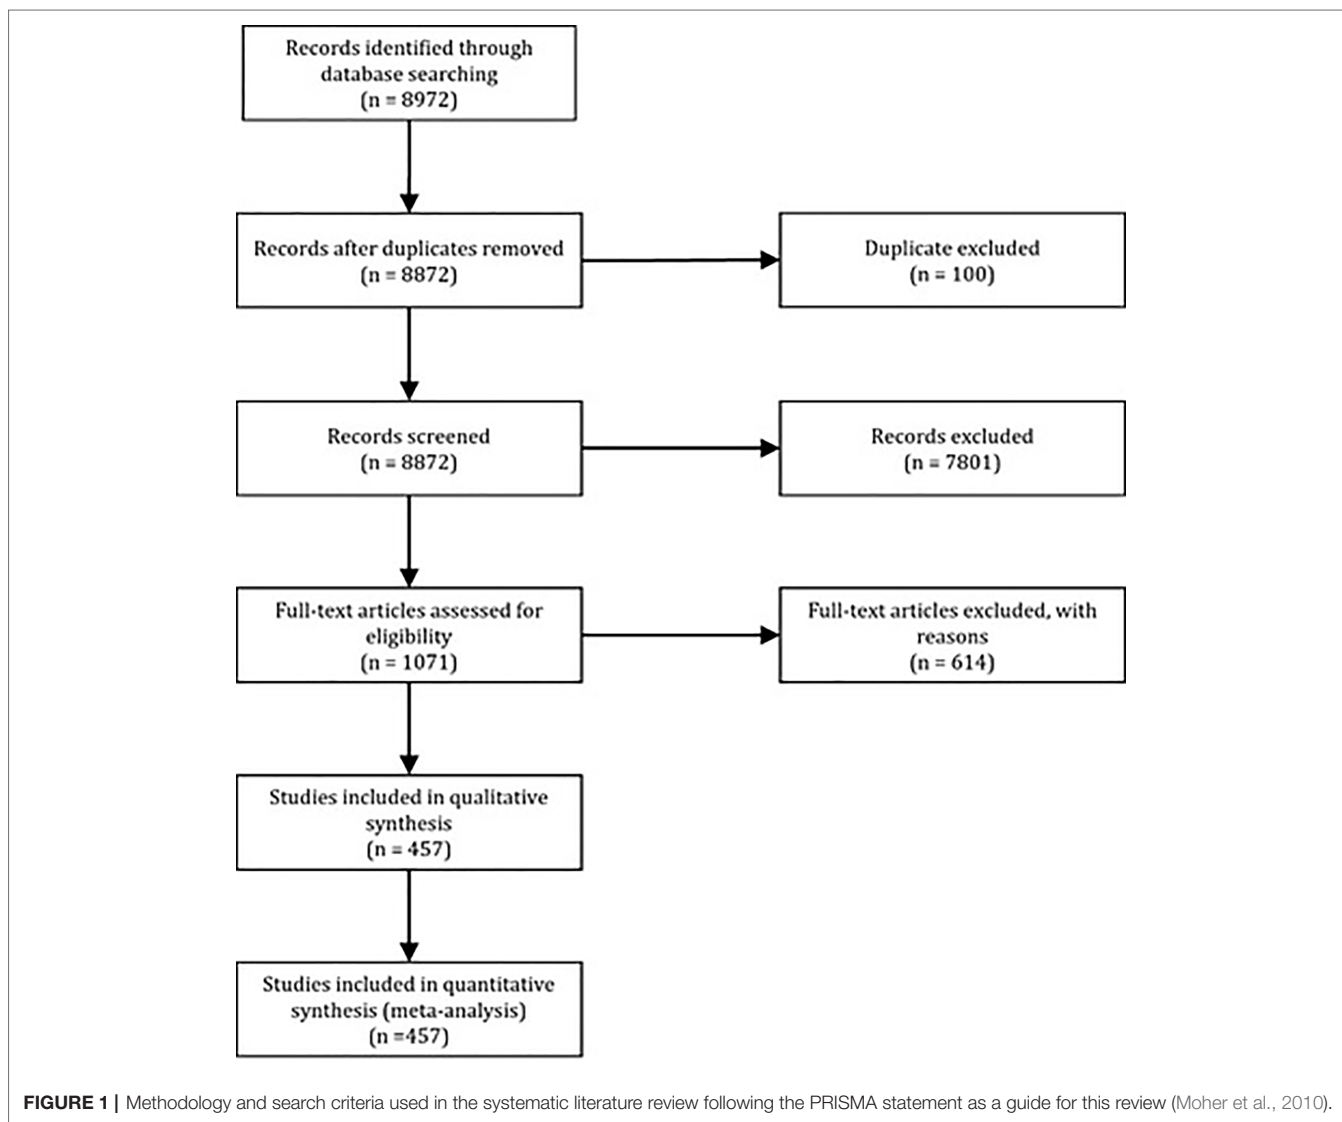 Records identified through
database searching
(n = 8972)
Records after duplicates removed
(n = 8872)
Duplicate excluded
(n = 100)
Records screened
(n = 8872)
Records excluded
(n = 7801)
Full-text articles assessed for
eligibility
(n = 1071)
Full-text articles excluded, with
reasons
(n = 614)
Studies included in qualitative
synthesis
(n = 457)
Studies included in quantitative
synthesis (meta-analysis)
(n =457)
FIGURE 1 | Methodology and search criteria used in the systematic literature review following the PRISMA statement as a guide for this review (Moher et al., 2010).